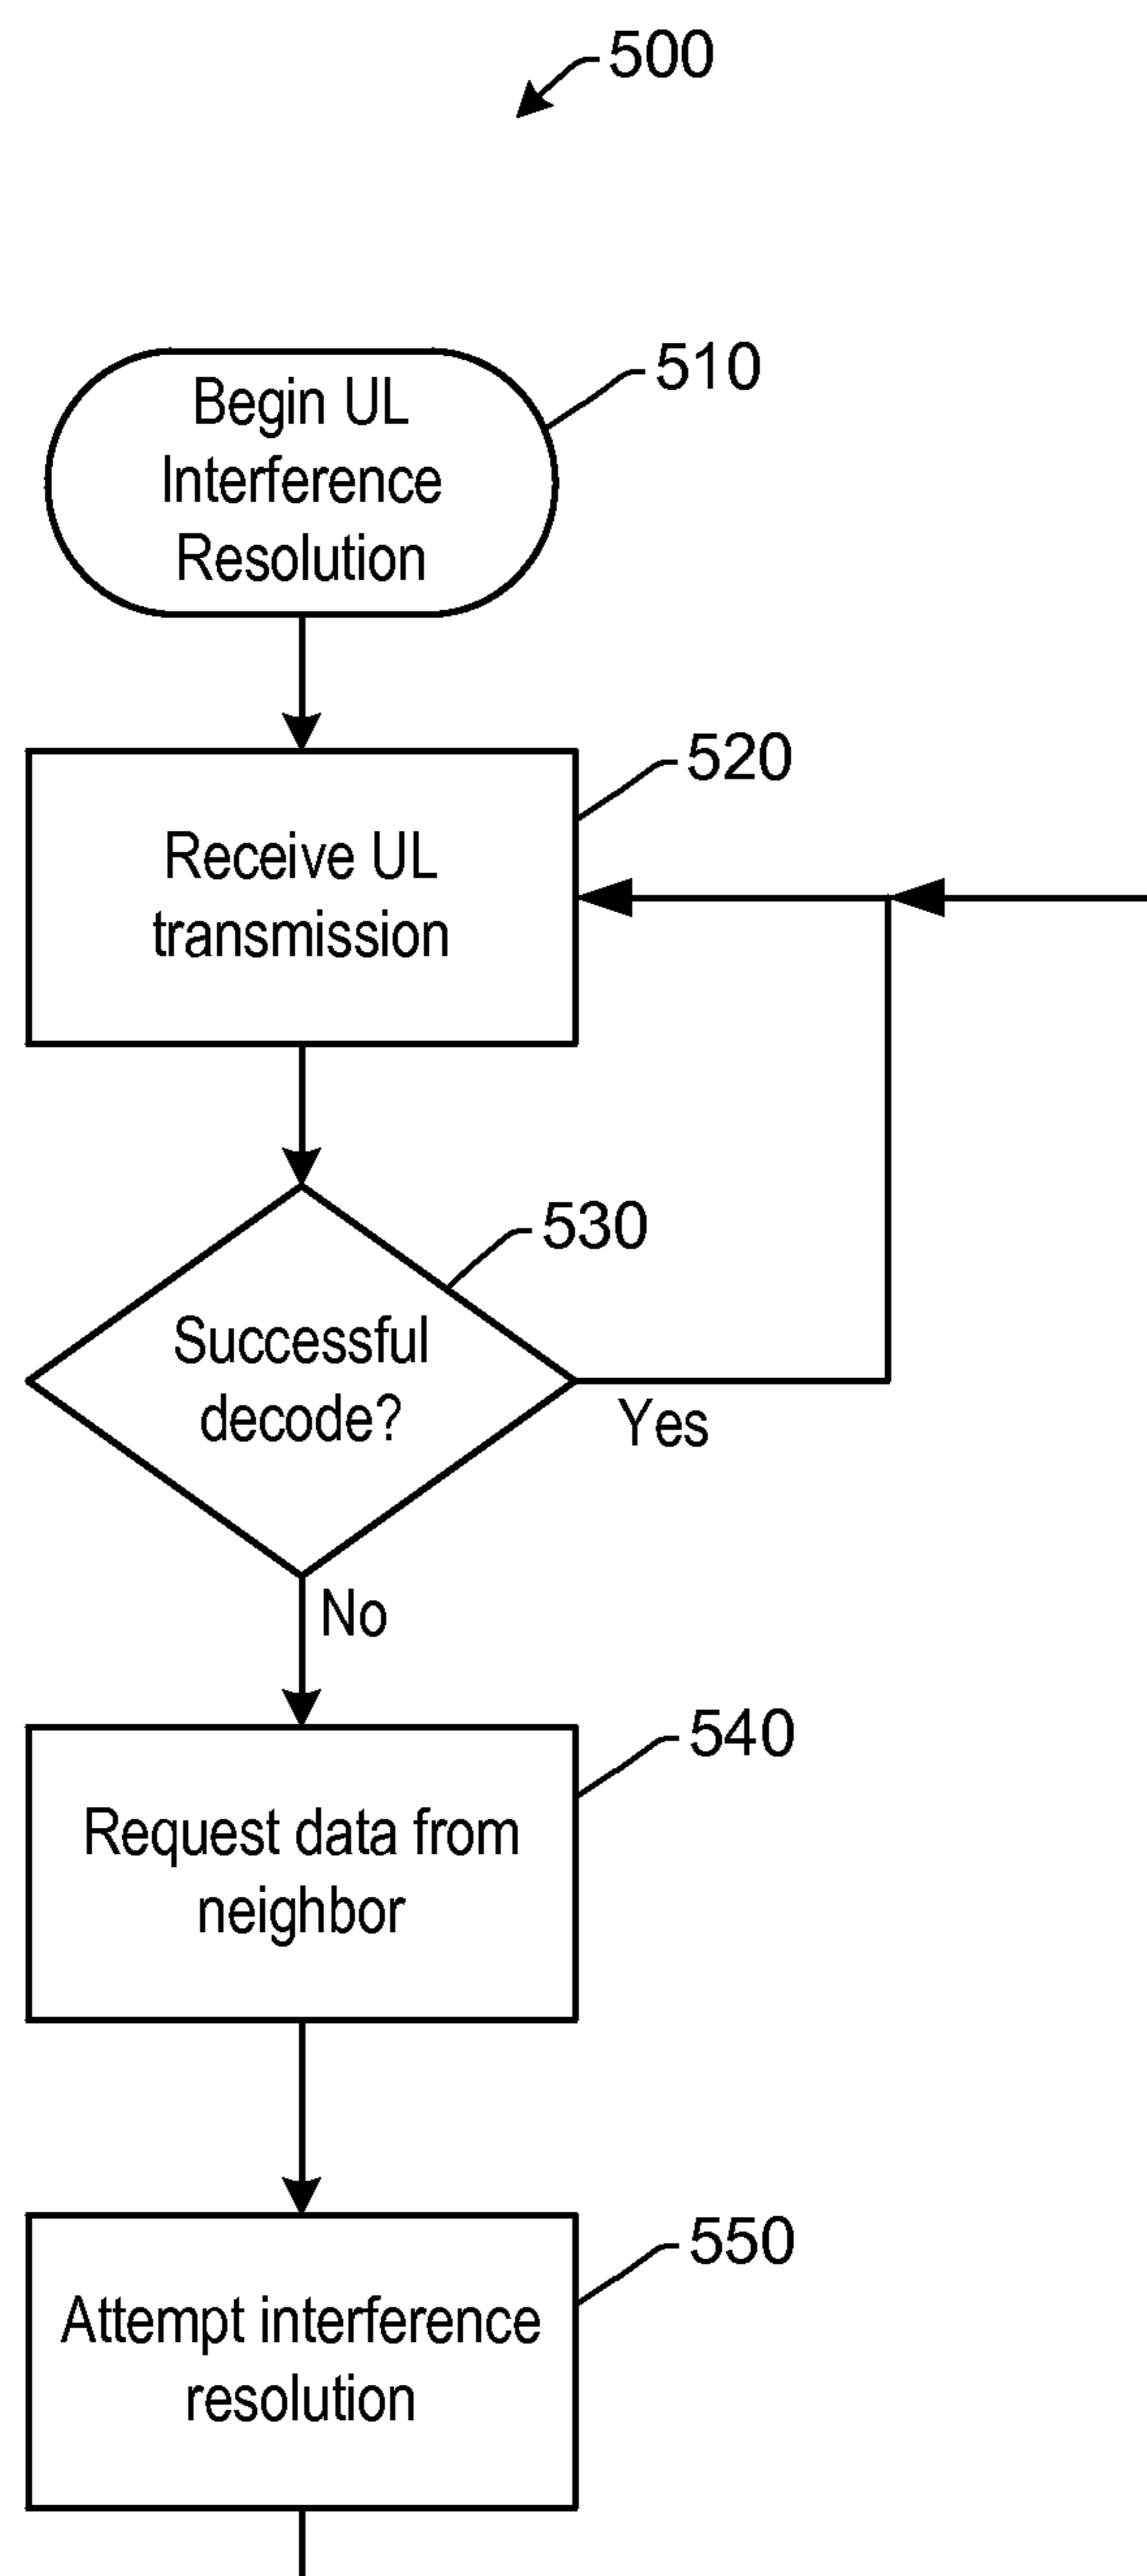 500
510
Begin UL
Interference
Resolution
520
Receive UL
transmission
530
Successful
decode?
Yes
No
540
Request data from
neighbor
550
Attempt interference
resolution